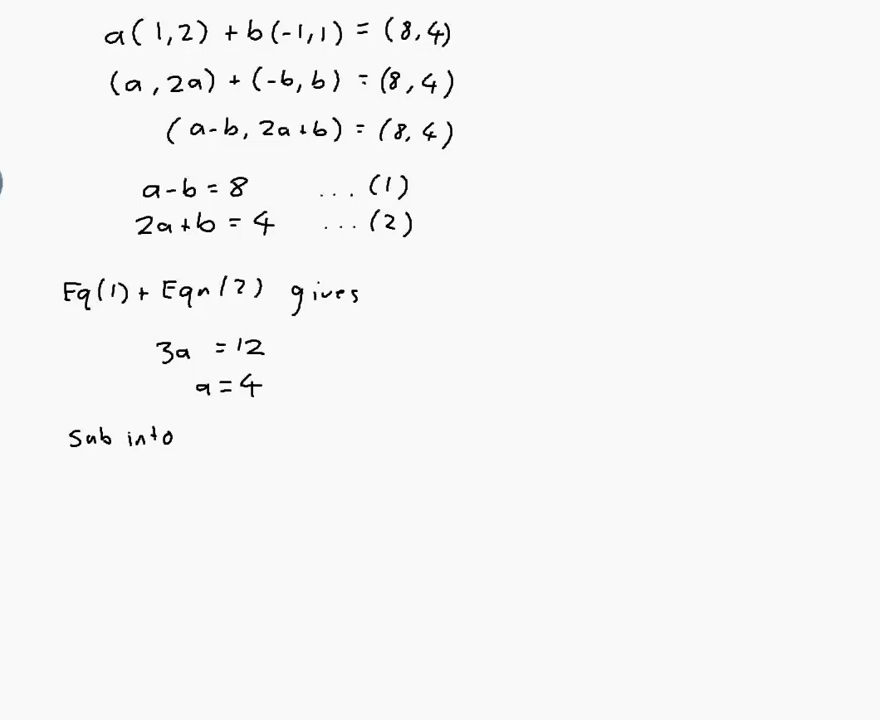 a(1,2) + b(-1,1) = (8,4)
(a, 2a) + (-b, b) = (8,4)
(a-b, 2a+b) = (8,4)
a-b = 8 ... (1)
2a+b = 4 ... (2)
Eq(1) + Eqn(2) gives
3a = 12
a = 4
Sub into